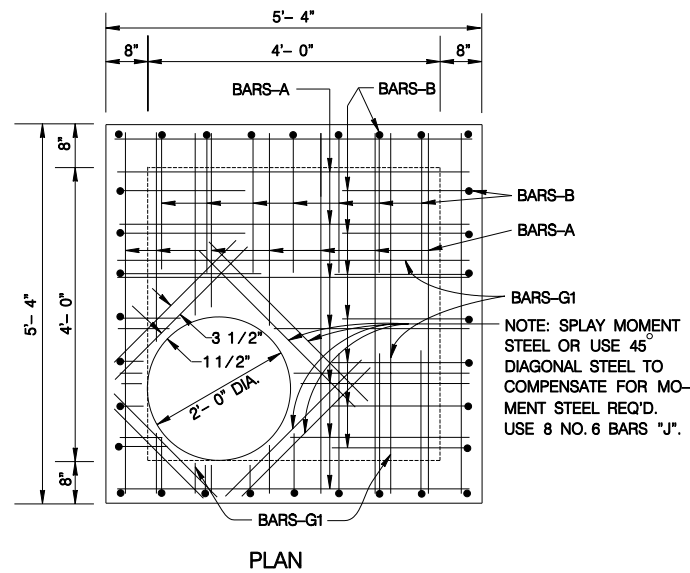 5'- 4"
8" 4'- 0" 8"
BARS-A BARS-B
8"
BARS-B
BARS-A
4'- 0"
5'- 4"
BARS-G1
3 1/2"
1 1/2"
2'- 0" DIA.
NOTE: SPLAY MOMENT
STEEL OR USE 45°
DIAGONAL STEEL TO
COMPENSATE FOR MO-
MENT STEEL REQ'D.
USE 8 NO. 6 BARS "J".
8"
BARS-G1
PLAN